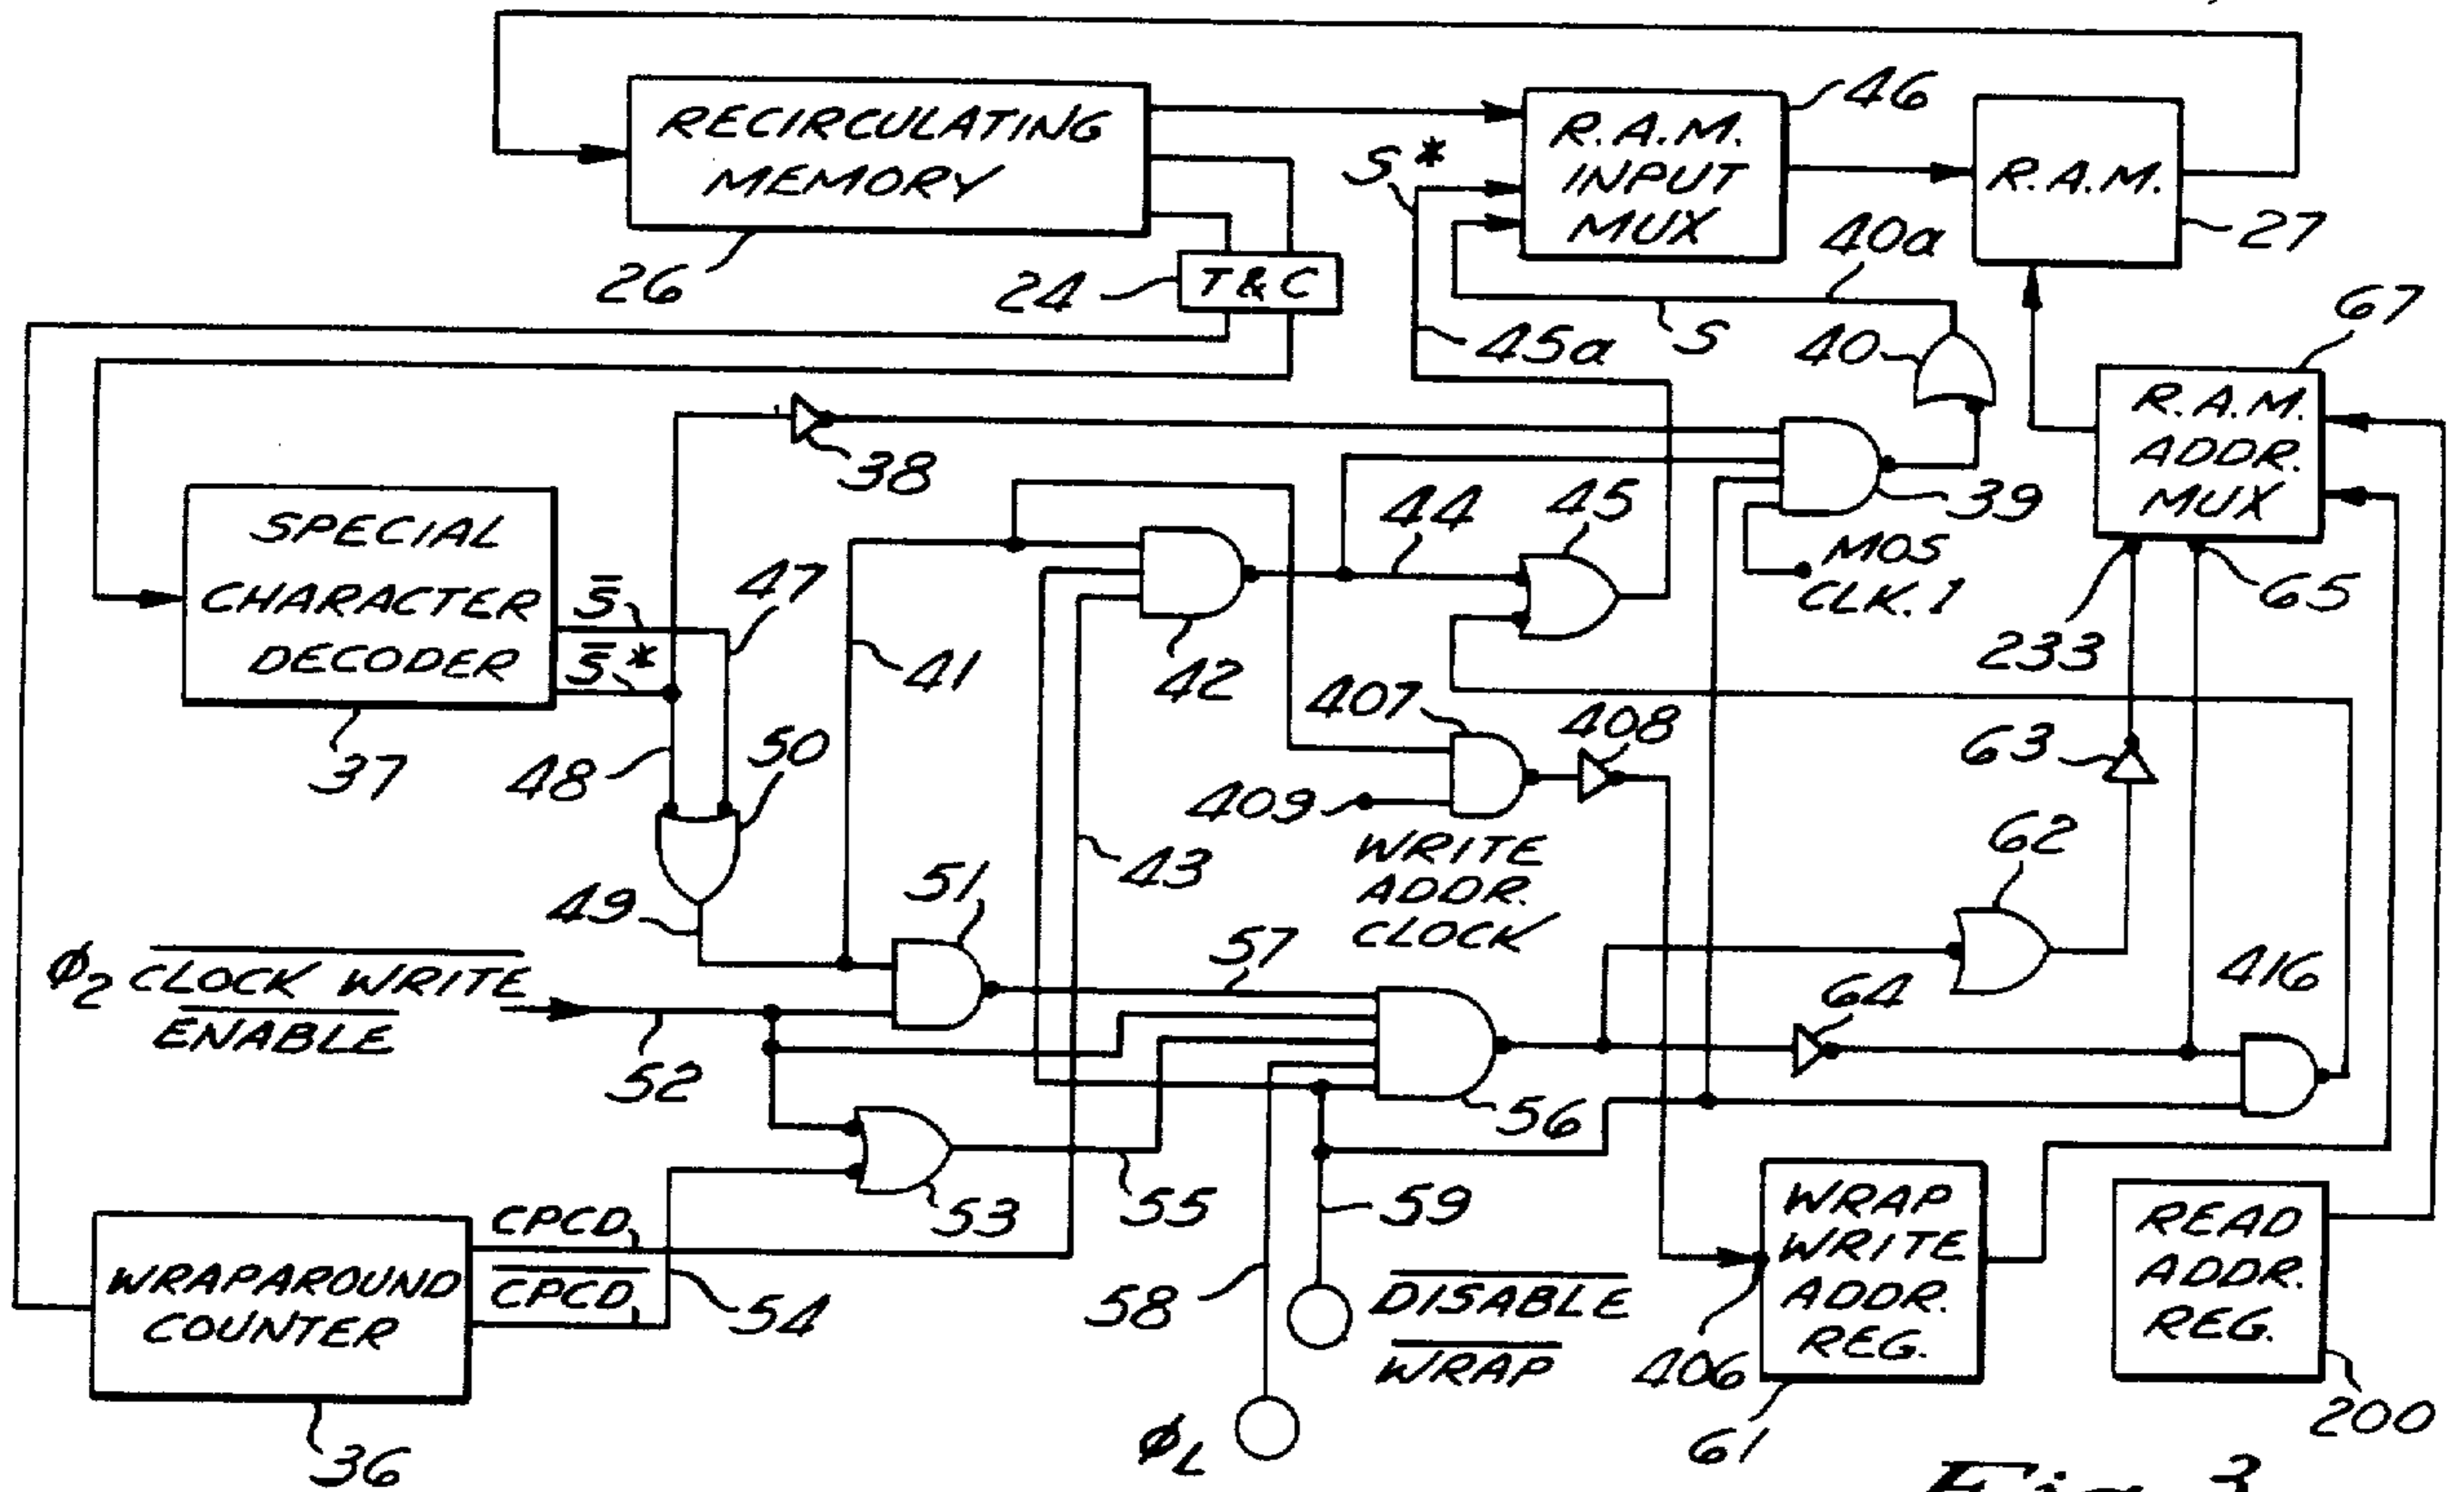 RECIRCULATING
MEMORY
26
T & C
24
R.A.M.
INPUT
MUX
46
S*
45a
S
40a
40
R.A.M.
27
67
R.A.M.
ADDR.
MUX
233
65
38
39
MOS
CLK. 1
SPECIAL
CHARACTER
DECODER
37
S̅
S̅*
47
48
50
49
41
42
43
44
45
407
408
409
WRITE
ADDR.
CLOCK
63
62
51
57
ϕ2 CLOCK WRITE
ENABLE
52
53
54
55
56
64
416
58
59
DISABLE
WRAP
ϕL
WRAPAROUND
COUNTER
36
CPCD
CPCD
WRAP
WRITE
ADDR.
REG.
406
61
READ
ADDR.
REG.
200
Fig. 3